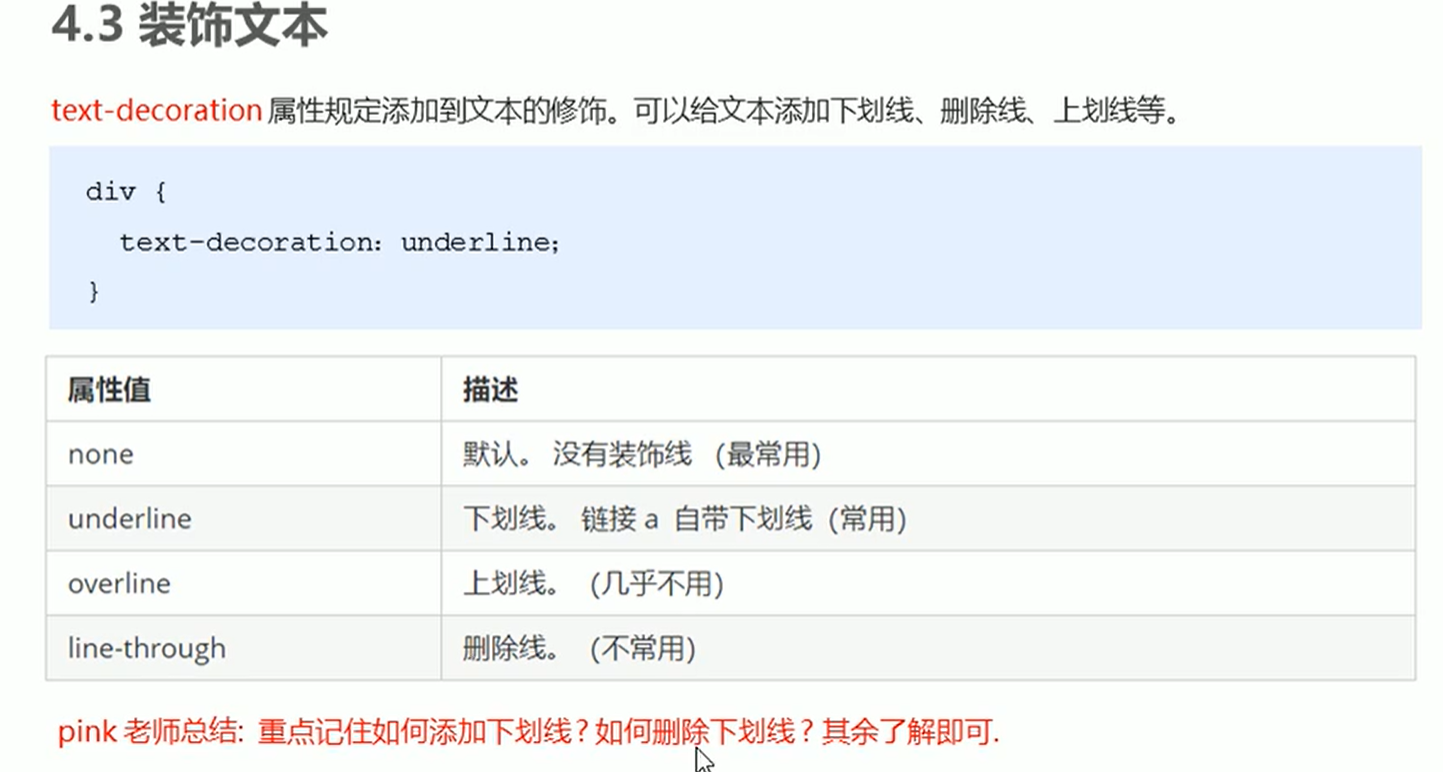 4.3 装饰文本
text-decoration 属性规定添加到文本的修饰。可以给文本添加下划线、删除线、上划线等。
div {
text-decoration：underline；
}
属性值 描述
none 默认。 没有装饰线 (最常用)
underline 下划线。 链接 a 自带下划线 (常用)
overline 上划线。 (几乎不用)
line-through 删除线。 (不常用)
pink 老师总结: 重点记住如何添加下划线? 如何删除下划线? 其余了解即可.